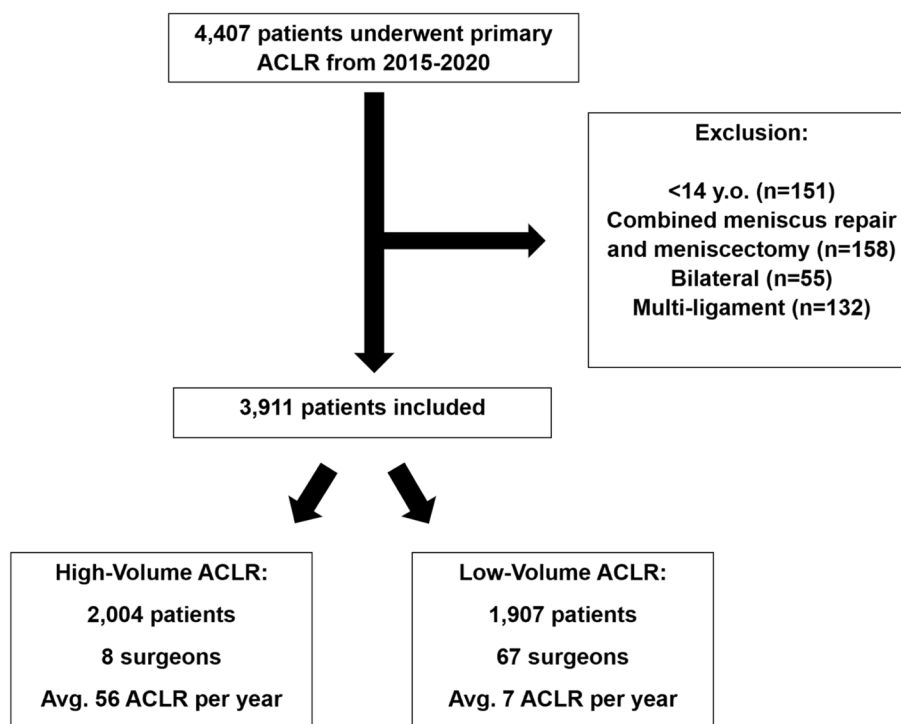 4,407 patients underwent primary
ACLR from 2015-2020
Exclusion:
<14 y.o. (n=151)
Combined meniscus repair
and meniscectomy (n=158)
Bilateral (n=55)
Multi-ligament (n=132)
3,911 patients included
High-Volume ACLR:
2,004 patients
8 surgeons
Avg. 56 ACLR per year
Low-Volume ACLR:
1,907 patients
67 surgeons
Avg. 7 ACLR per year